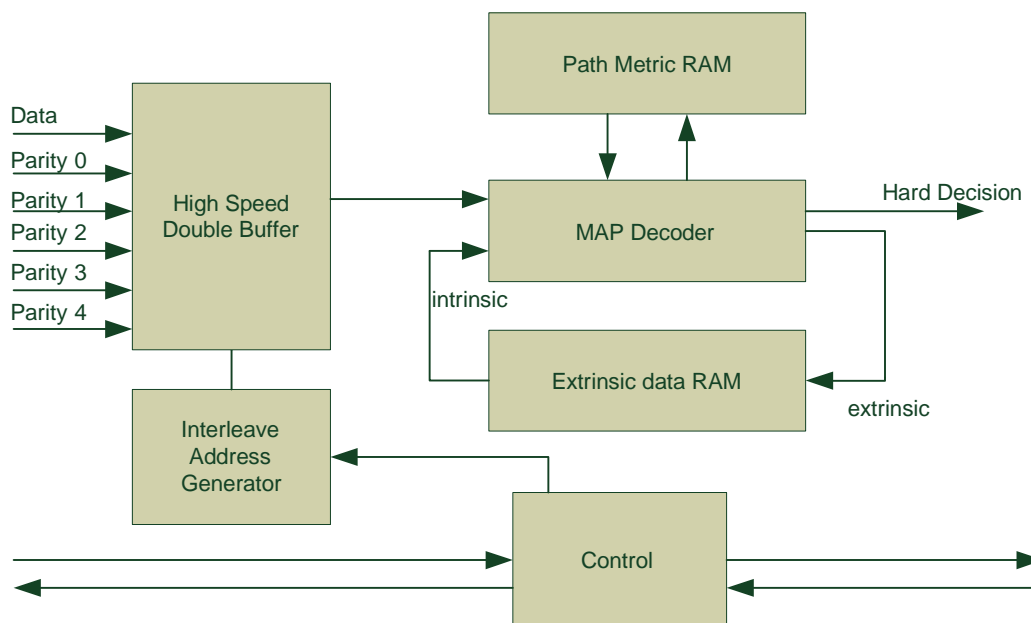 Path Metric RAM
Data
Parity 0
Parity 1
Parity 2
Parity 3
Parity 4
High Speed
Double Buffer
MAP Decoder
Hard Decision
intrinsic
Extrinsic data RAM
extrinsic
Interleave
Address
Generator
Control